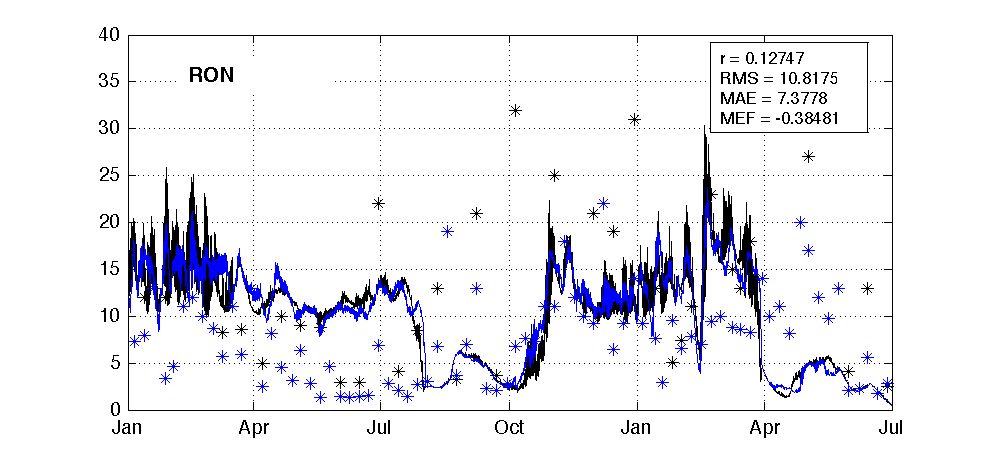 40
35
30
25
20
15
10
5
0
RON
r = 0.12747
RMS = 10.8175
MAE = 7.3778
MEF = -0.38481
Jan Apr Jul Oct Jan Apr Jul